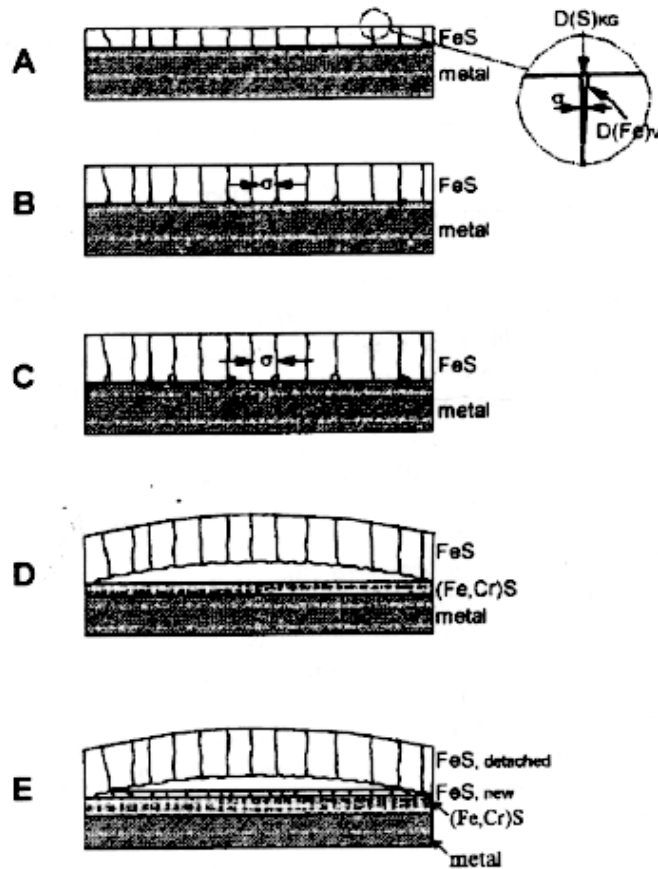 D(S)KG
A
FeS
metal
σ
D(Fe)V
B
σ
FeS
metal
C
σ
FeS
metal
D
FeS
(Fe,Cr)S
metal
E
FeS, detached
FeS, new
(Fe,Cr)S
metal